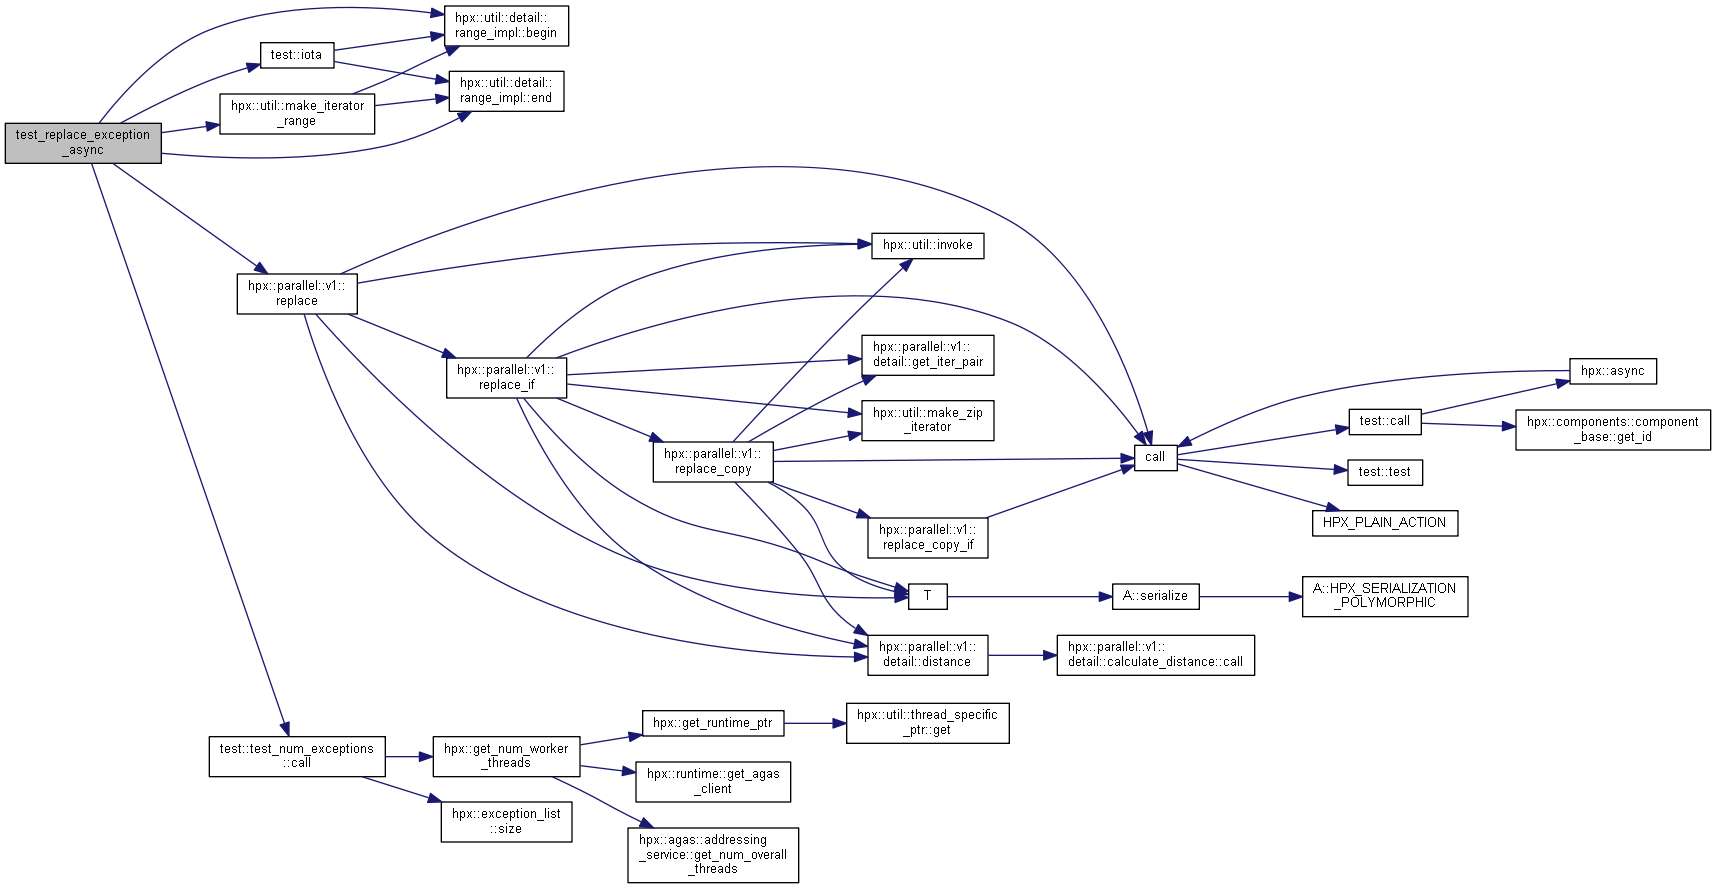 hpx::util::detail::
range_impl::begin
test::iota
hpx::util::detail::
range_impl::end
hpx::util::make_iterator
_range
test_replace_exception
_async
hpx::util::invoke
hpx::parallel::v1::
replace
hpx::parallel::v1::
detail::get_iter_pair
hpx::parallel::v1::
replace_if
hpx::async
hpx::util::make_zip
_iterator
test::call
hpx::components::component
_base::get_id
hpx::parallel::v1::
replace_copy
call
test::test
HPX_PLAIN_ACTION
hpx::parallel::v1::
replace_copy_if
T
A::serialize
A::HPX_SERIALIZATION
_POLYMORPHIC
hpx::parallel::v1::
detail::distance
hpx::parallel::v1::
detail::calculate_distance::call
hpx::get_runtime_ptr
hpx::util::thread_specific
_ptr::get
test::test_num_exceptions
::call
hpx::get_num_worker
_threads
hpx::runtime::get_agas
_client
hpx::exception_list
::size
hpx::agas::addressing
_service::get_num_overall
_threads